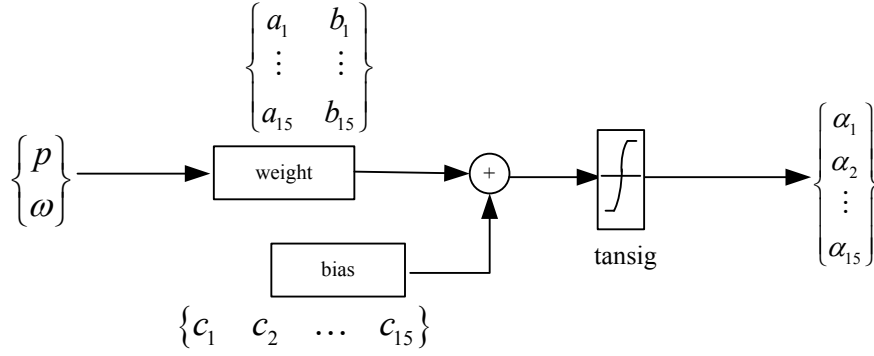 a₁ b₁
⋮ ⋮
a₁₅ b₁₅
p
ω
weight
+
α₁
α₂
⋮
α₁₅
tansig
bias
{c₁ c₂ … c₁₅}